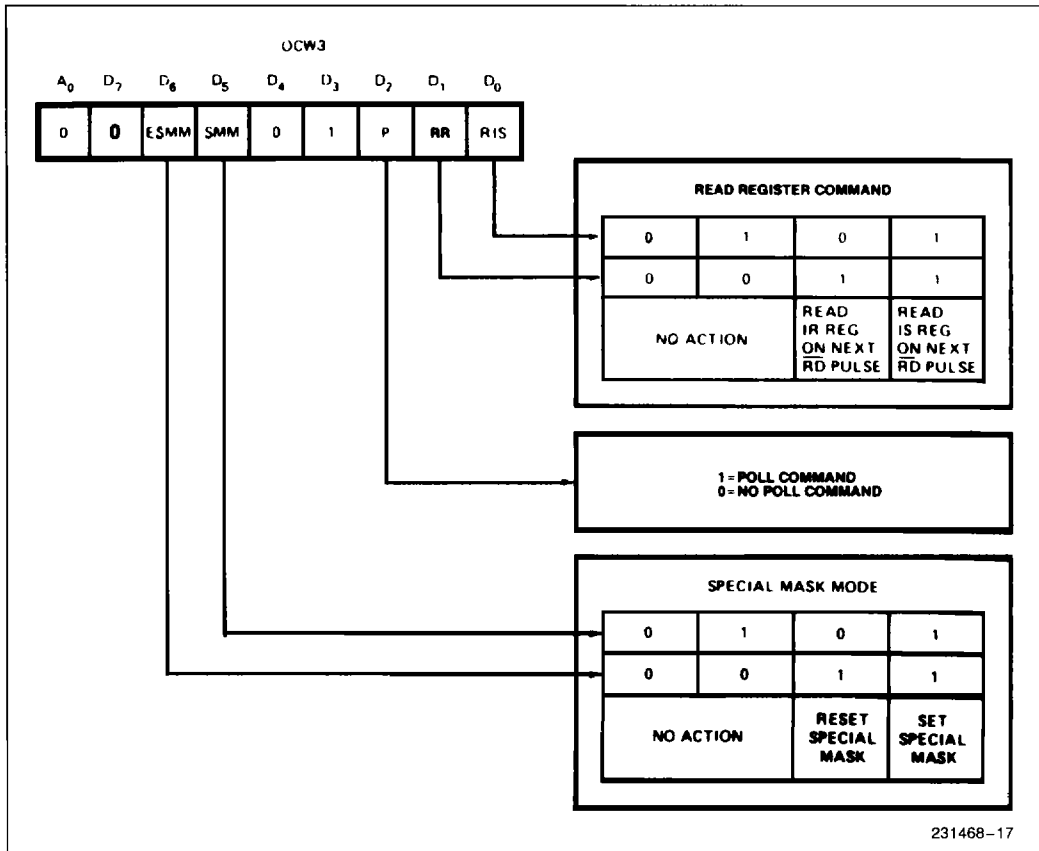 OCW3
A0 D7 D6 D5 D4 D3 D2 D1 D0
0 0 ESMM SMM 0 1 P RR RIS
READ REGISTER COMMAND
0 1 0 1
0 0 1 1
NO ACTION
READ
IR REG
ON NEXT
RD PULSE
READ
IS REG
ON NEXT
RD PULSE
1 = POLL COMMAND
0 = NO POLL COMMAND
SPECIAL MASK MODE
0 1 0 1
0 0 1 1
NO ACTION
RESET
SPECIAL
MASK
SET
SPECIAL
MASK
231468-17